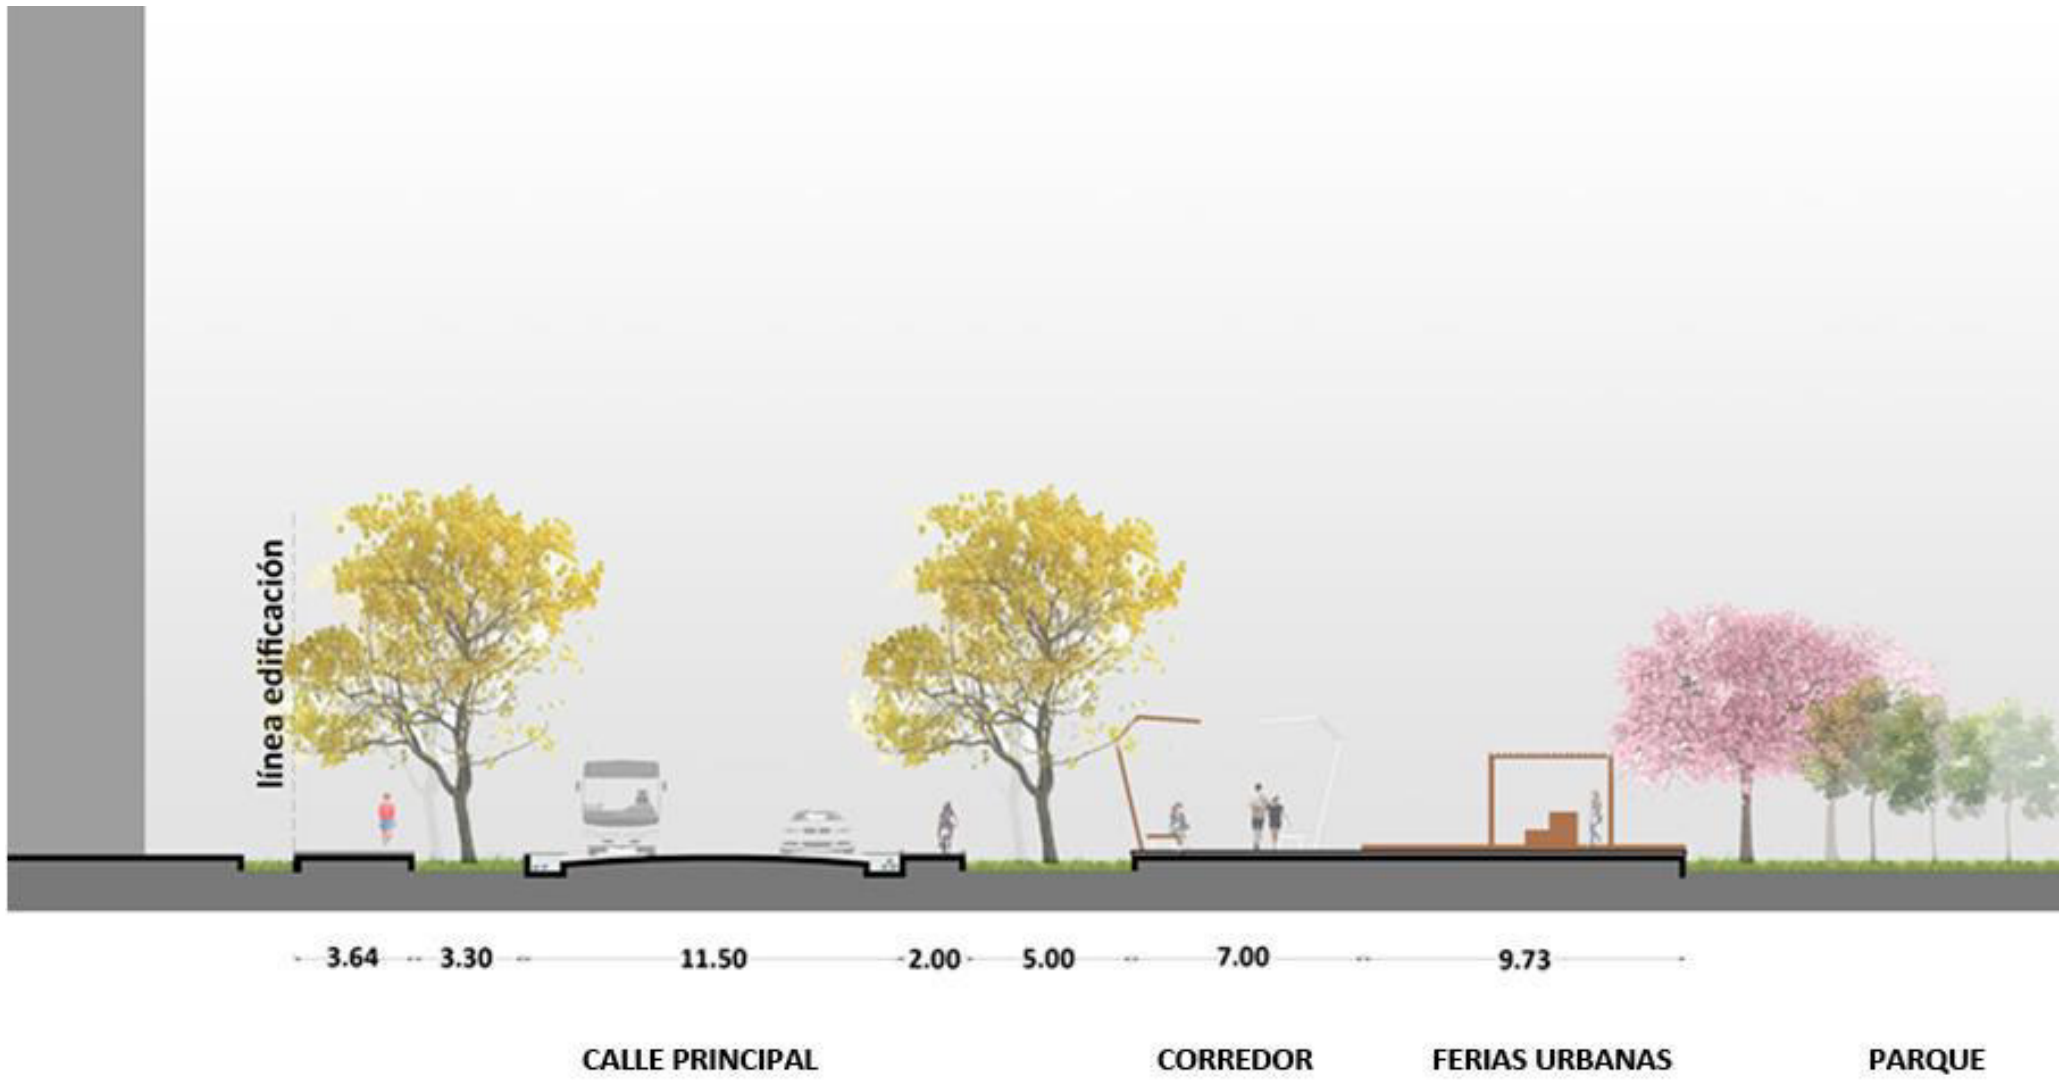 línea edificación
3.64 3.30 11.50 2.00 5.00 7.00 9.73
CALLE PRINCIPAL CORREDOR FERIAS URBANAS PARQUE